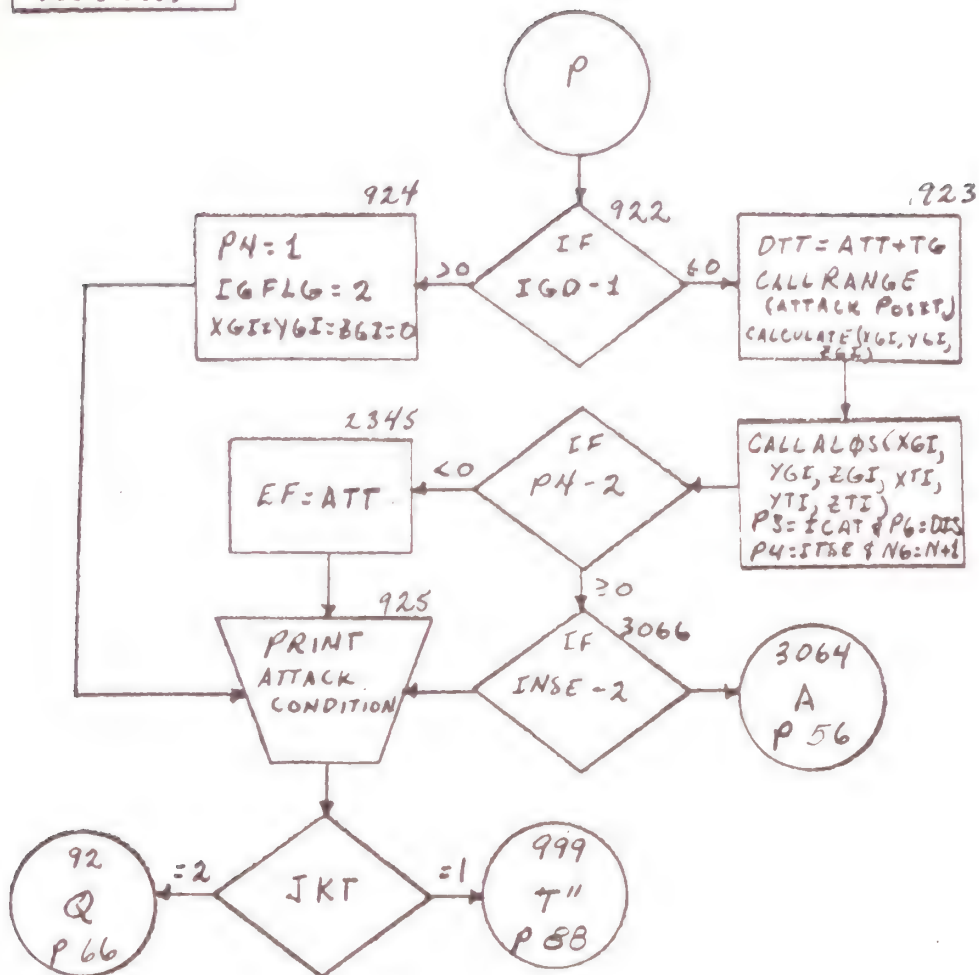 P
924
922
923
P4=1
IGFLG=2
XGI=YGI=ZGI=0
>0
IF
IGD-1
≤0
DTT=ATT+TG
CALL RANGE
(ATTACK POSIT)
CALCULATE(XGI, YGI,
ZGI)
2345
EF=ATT
<0
IF
P4-2
CALL ALØS(XGI,
YGI, ZGI, XTI,
YTI, ZTI)
P3=ICAT & P6=DIS
P4=ITSE & N6=N+1
≥0
925
PRINT
ATTACK
CONDITION
3066
IF
INSE-2
3064
A
P 56
92
Q
P 66
=2
JKT
=1
999
T"
P 88